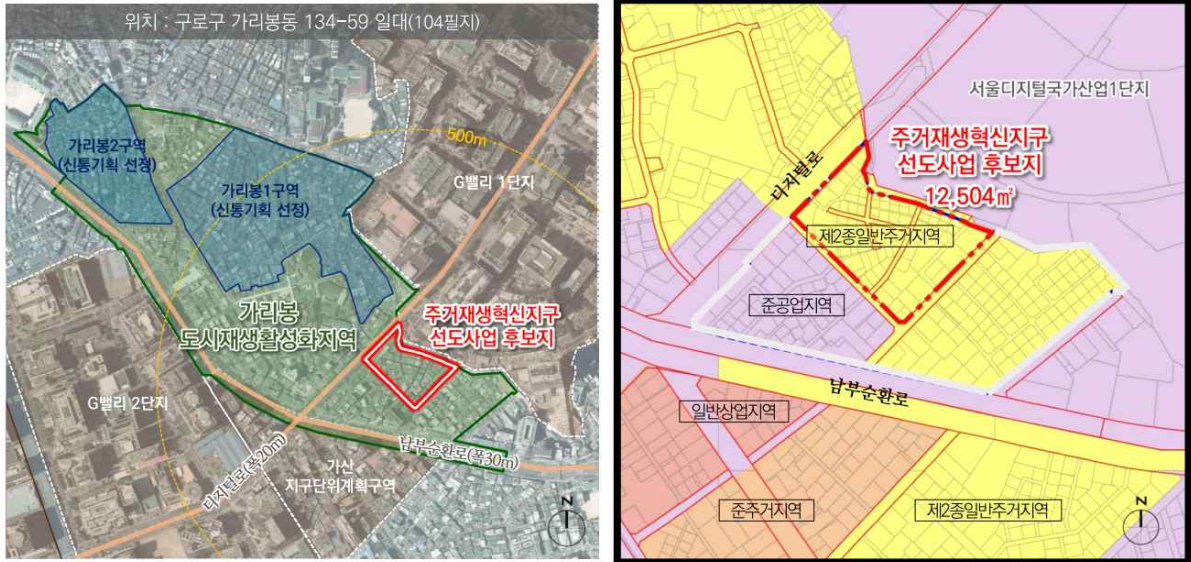 위치 : 구로구 가리봉동 134-59 일대(104필지)
가리봉2구역
(신통기획 선정)
가리봉1구역
(신통기획 선정)
500m
G밸리 1단지
가리봉
도시재생활성화지역
주거재생혁신지구
선도사업 후보지
G밸리 2단지
디지털로(폭20m)
남부순환로(폭30m)
가산
지구단위계획구역
N
서울디지털국가산업1단지
주거재생혁신지구
선도사업 후보지
12,504㎡
디지털로
제2종일반주거지역
준공업지역
남부순환로
일반상업지역
준주거지역
제2종일반주거지역
N